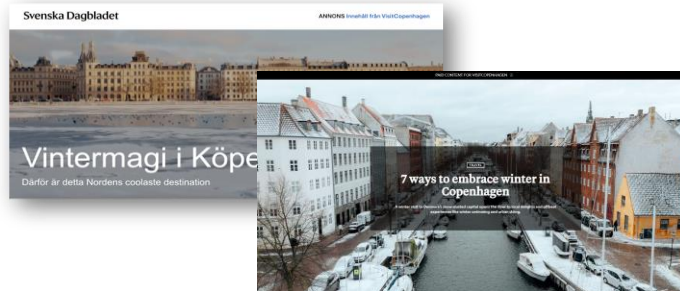 Svenska Dagbladet
ANNONS Innehåll från VisitCopenhagen
Vintermagi i Köpe
Därför är detta Nordens coolaste destination
PAID CONTENT FOR VISITCOPENHAGEN
7 ways to embrace winter in
Copenhagen